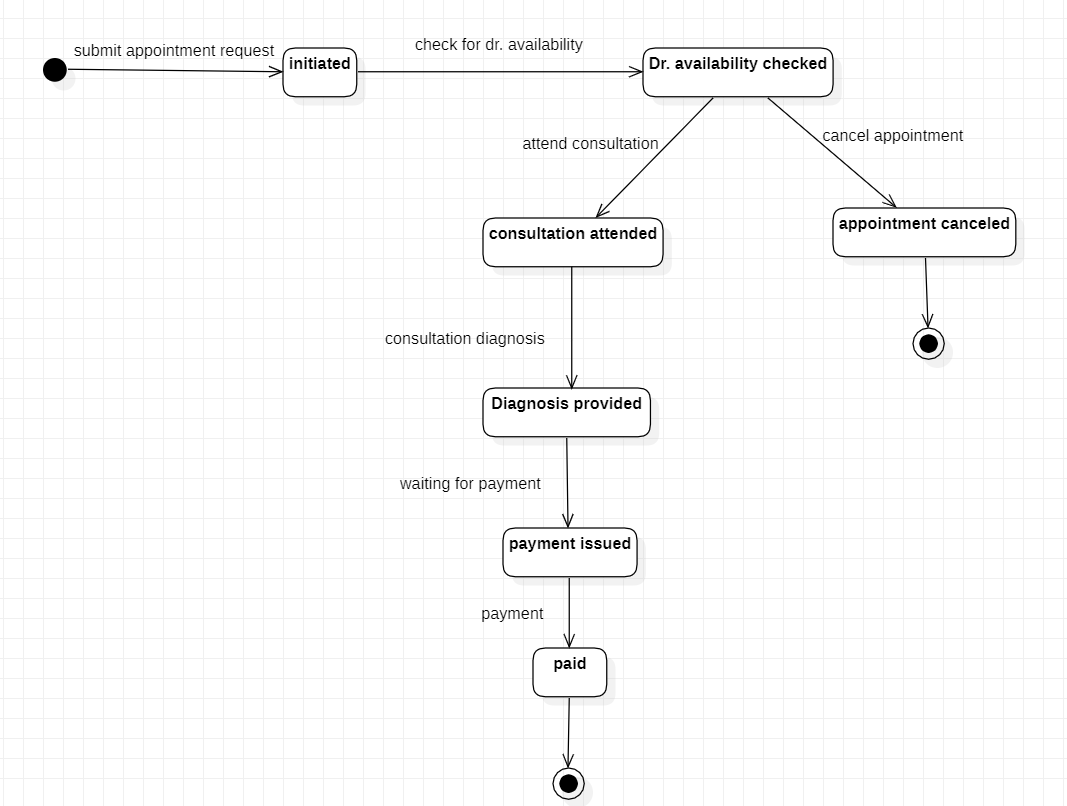 submit appointment request
check for dr. availability
initiated
Dr. availability checked
attend consultation
cancel appointment
consultation attended
appointment canceled
consultation diagnosis
Diagnosis provided
waiting for payment
payment issued
payment
paid